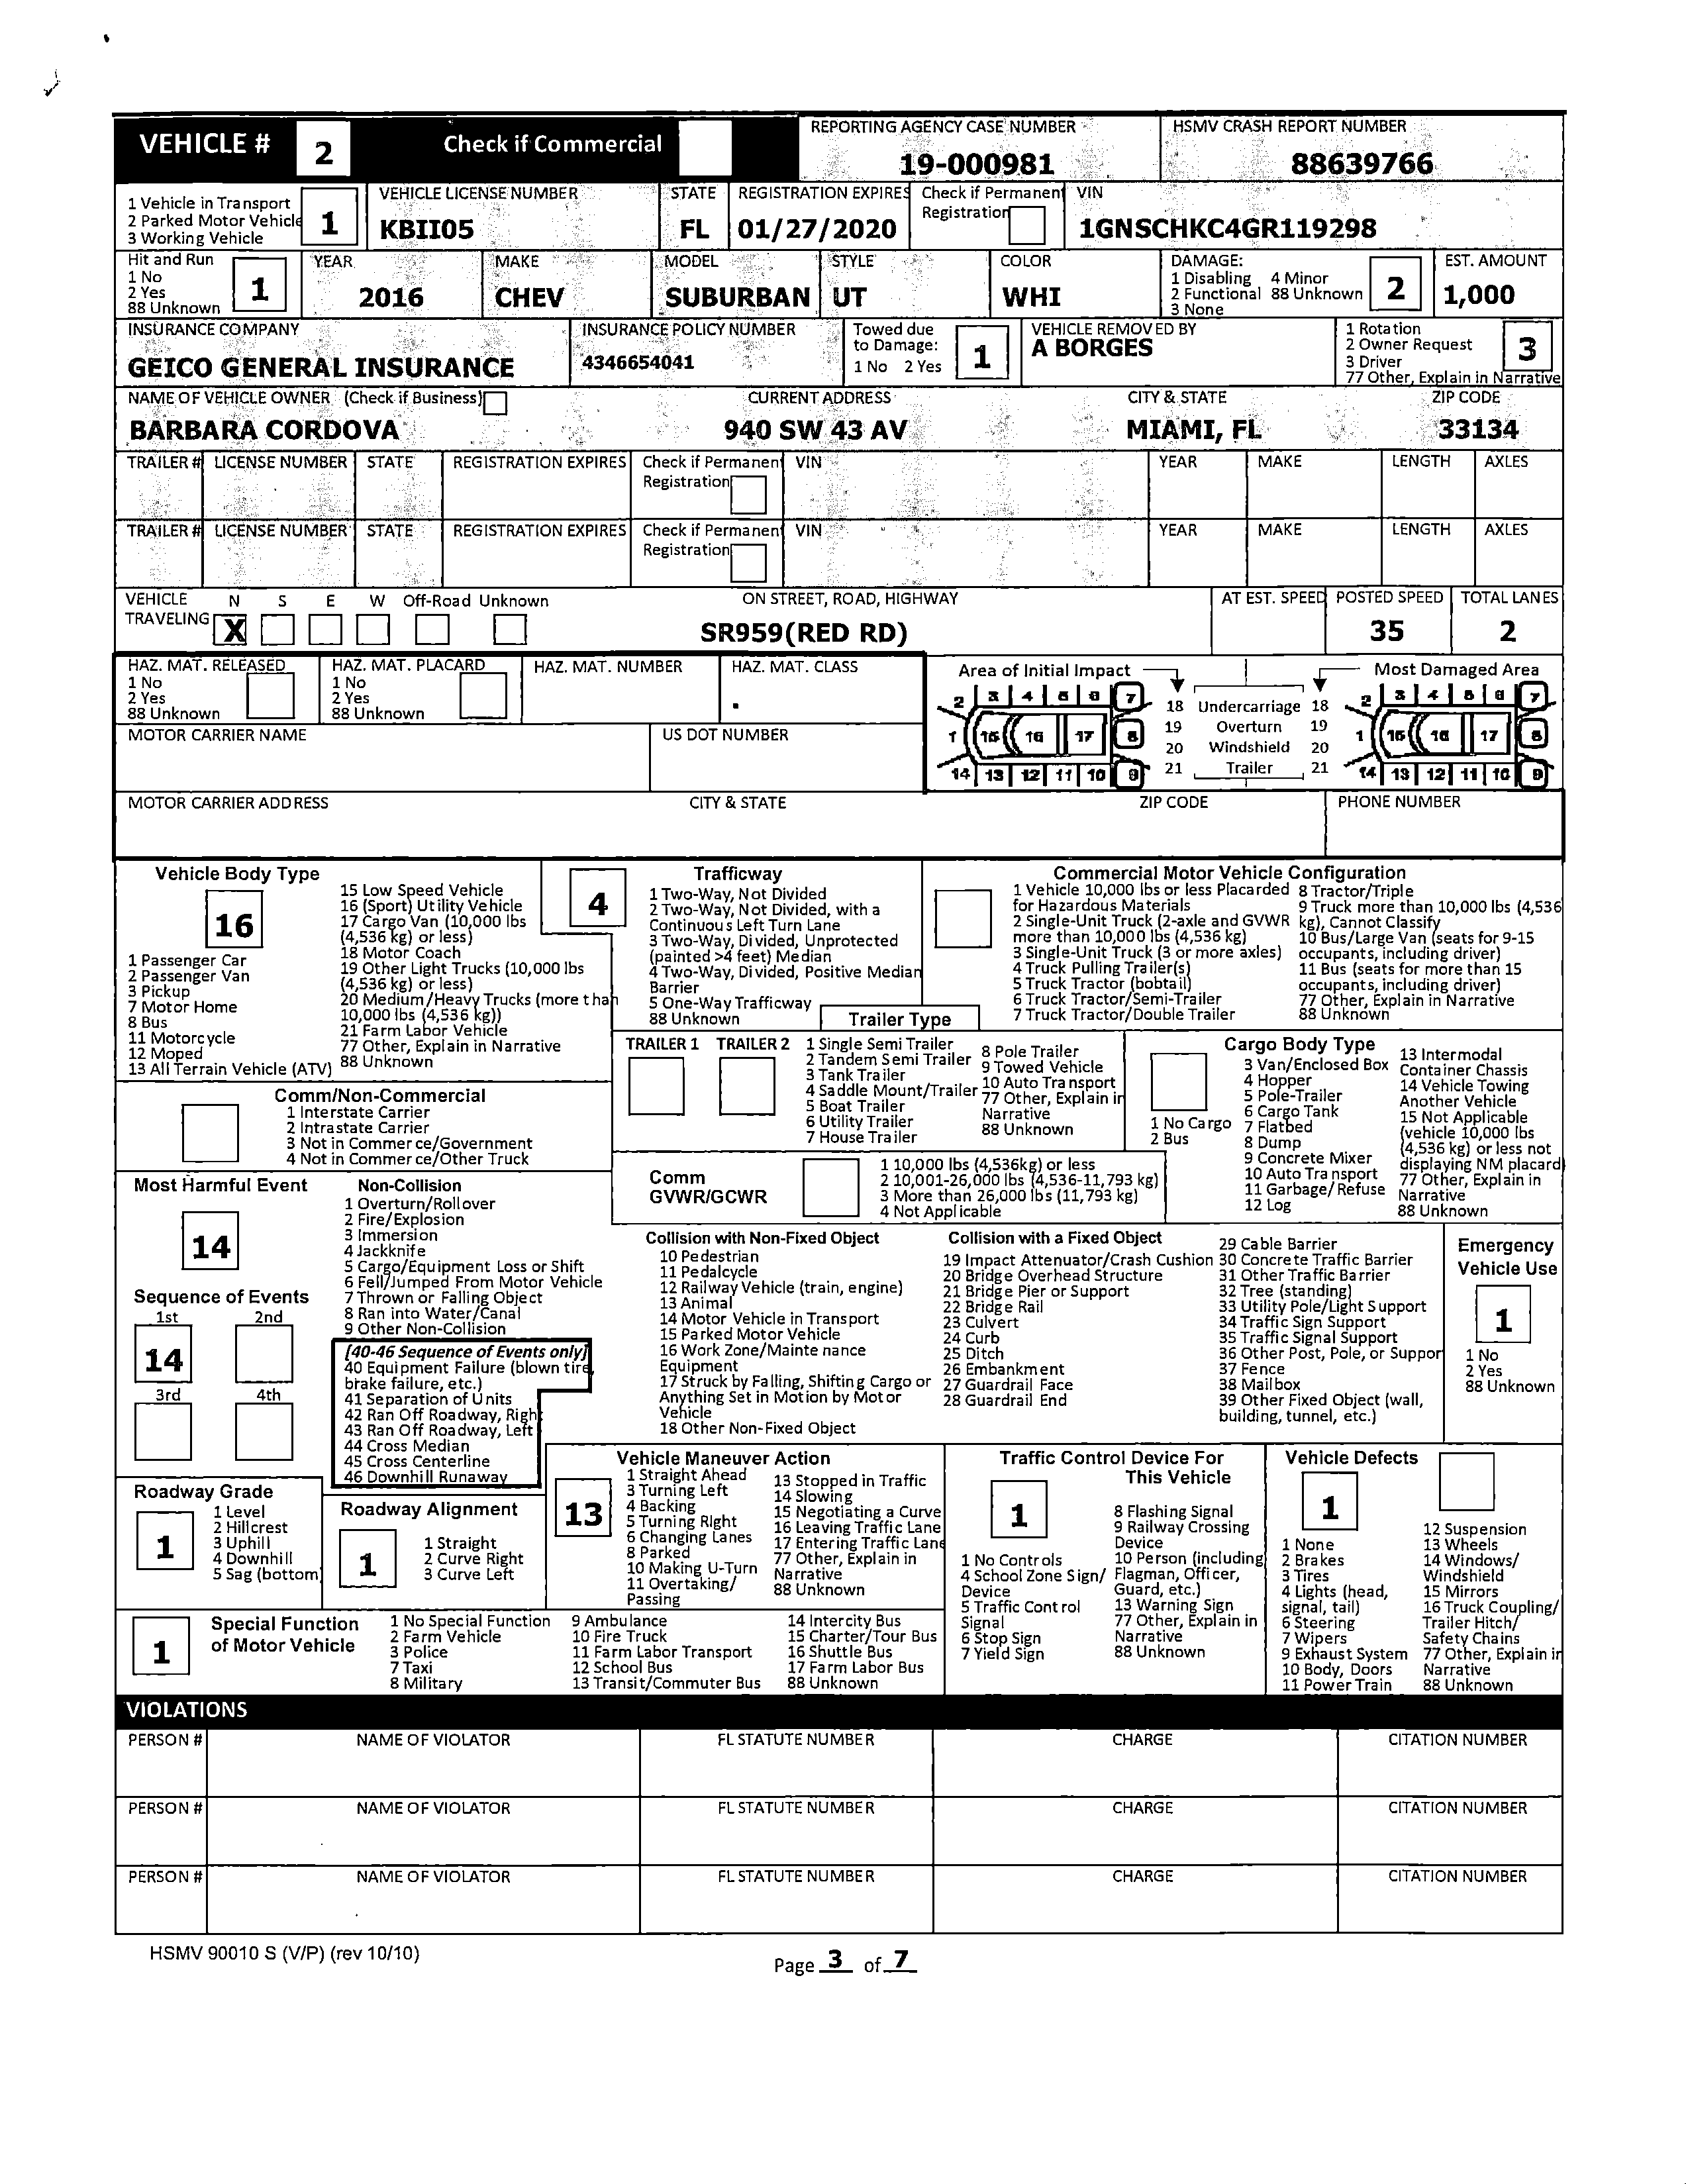 VEHICLE # 2 Check if Commercial REPORTING AGENCY CASE NUMBER 19-000981 HSMV CRASH REPORT NUMBER 88639766
1 Vehicle in Transport
2 Parked Motor Vehicle
3 Working Vehicle
1
VEHICLE LICENSE NUMBER KBII05
STATE FL
REGISTRATION EXPIRES 01/27/2020
Check if Permanent Registration
VIN 1GNSCHKC4GR119298
Hit and Run
1 No
2 Yes
88 Unknown
1
YEAR 2016
MAKE CHEV
MODEL SUBURBAN
STYLE UT
COLOR WHI
DAMAGE:
1 Disabling 4 Minor
2 Functional 88 Unknown
3 None
2
EST. AMOUNT 1,000
INSURANCE COMPANY GEICO GENERAL INSURANCE
INSURANCE POLICY NUMBER 4346654041
Towed due
to Damage:
1 No 2 Yes
1
VEHICLE REMOVED BY A BORGES
1 Rotation
2 Owner Request
3 Driver
77 Other, Explain in Narrative
3
NAME OF VEHICLE OWNER (Check if Business) CURRENT ADDRESS CITY & STATE ZIP CODE
BARBARA CORDOVA 940 SW 43 AV MIAMI, FL 33134
TRAILER # LICENSE NUMBER STATE REGISTRATION EXPIRES Check if Permanent Registration VIN YEAR MAKE LENGTH AXLES
TRAILER # LICENSE NUMBER STATE REGISTRATION EXPIRES Check if Permanent Registration VIN YEAR MAKE LENGTH AXLES
VEHICLE TRAVELING N S E W Off-Road Unknown
X
ON STREET, ROAD, HIGHWAY SR959(RED RD)
AT EST. SPEED
POSTED SPEED 35
TOTAL LANES 2
HAZ. MAT. RELEASED
1 No
2 Yes
88 Unknown
HAZ. MAT. PLACARD
1 No
2 Yes
88 Unknown
HAZ. MAT. NUMBER
HAZ. MAT. CLASS
MOTOR CARRIER NAME
US DOT NUMBER
Area of Initial Impact Most Damaged Area
2 3 4 5 6 7
1 15 16 17 8
14 13 12 11 10 9
18 Undercarriage 18
19 Overturn 19
20 Windshield 20
21 Trailer 21
2 3 4 5 6 7
1 15 16 17 8
14 13 12 11 10 9
MOTOR CARRIER ADDRESS CITY & STATE ZIP CODE PHONE NUMBER
Vehicle Body Type
16
1 Passenger Car
2 Passenger Van
3 Pickup
7 Motor Home
8 Bus
11 Motorcycle
12 Moped
13 All Terrain Vehicle (ATV)
15 Low Speed Vehicle
16 (Sport) Utility Vehicle
17 Cargo Van (10,000 lbs
(4,536 kg) or less)
18 Motor Coach
19 Other Light Trucks (10,000 lbs
(4,536 kg) or less)
20 Medium/Heavy Trucks (more than
10,000 lbs (4,536 kg))
21 Farm Labor Vehicle
77 Other, Explain in Narrative
88 Unknown
4
Trafficway
1 Two-Way, Not Divided
2 Two-Way, Not Divided, with a
Continuous Left Turn Lane
3 Two-Way, Divided, Unprotected
(painted >4 feet) Median
4 Two-Way, Divided, Positive Median
Barrier
5 One-Way Trafficway
88 Unknown
Commercial Motor Vehicle Configuration
1 Vehicle 10,000 lbs or less Placarded
for Hazardous Materials
2 Single-Unit Truck (2-axle and GVWR
more than 10,000 lbs (4,536 kg)
3 Single-Unit Truck (3 or more axles)
4 Truck Pulling Trailer(s)
5 Truck Tractor (bobtail)
6 Truck Tractor/Semi-Trailer
7 Truck Tractor/Double Trailer
8 Tractor/Triple
9 Truck more than 10,000 lbs (4,536
kg), Cannot Classify
10 Bus/Large Van (seats for 9-15
occupants, including driver)
11 Bus (seats for more than 15
occupants, including driver)
77 Other, Explain in Narrative
88 Unknown
Trailer Type
TRAILER 1 TRAILER 2
1 Single Semi Trailer
2 Tandem Semi Trailer
3 Tank Trailer
4 Saddle Mount/Trailer
5 Boat Trailer
6 Utility Trailer
7 House Trailer
8 Pole Trailer
9 Towed Vehicle
10 Auto Transport
77 Other, Explain in
Narrative
88 Unknown
Cargo Body Type
1 No Cargo
2 Bus
3 Van/Enclosed Box
4 Hopper
5 Pole-Trailer
6 Cargo Tank
7 Flatbed
8 Dump
9 Concrete Mixer
10 Auto Transport
11 Garbage/Refuse
12 Log
13 Intermodal
Container Chassis
14 Vehicle Towing
Another Vehicle
15 Not Applicable
(vehicle 10,000 lbs
(4,536 kg) or less not
displaying NM placard)
77 Other, Explain in
Narrative
88 Unknown
Comm/Non-Commercial
1 Interstate Carrier
2 Intrastate Carrier
3 Not in Commerce/Government
4 Not in Commerce/Other Truck
Comm
GVWR/GCWR
1 10,000 lbs (4,536kg) or less
2 10,001-26,000 lbs (4,536-11,793 kg)
3 More than 26,000 lbs (11,793 kg)
4 Not Applicable
Most Harmful Event
14
Sequence of Events
1st 2nd
14
3rd 4th
Non-Collision
1 Overturn/Rollover
2 Fire/Explosion
3 Immersion
4 Jackknife
5 Cargo/Equipment Loss or Shift
6 Fell/Jumped From Motor Vehicle
7 Thrown or Falling Object
8 Ran into Water/Canal
9 Other Non-Collision
[40-46 Sequence of Events only]
40 Equipment Failure (blown tire,
brake failure, etc.)
41 Separation of Units
42 Ran Off Roadway, Right
43 Ran Off Roadway, Left
44 Cross Median
45 Cross Centerline
46 Downhill Runaway
Collision with Non-Fixed Object
10 Pedestrian
11 Pedalcycle
12 Railway Vehicle (train, engine)
13 Animal
14 Motor Vehicle in Transport
15 Parked Motor Vehicle
16 Work Zone/Maintenance
Equipment
17 Struck by Falling, Shifting Cargo or
Anything Set in Motion by Motor
Vehicle
18 Other Non-Fixed Object
Collision with a Fixed Object
19 Impact Attenuator/Crash Cushion
20 Bridge Overhead Structure
21 Bridge Pier or Support
22 Bridge Rail
23 Culvert
24 Curb
25 Ditch
26 Embankment
27 Guardrail Face
28 Guardrail End
29 Cable Barrier
30 Concrete Traffic Barrier
31 Other Traffic Barrier
32 Tree (standing)
33 Utility Pole/Light Support
34 Traffic Sign Support
35 Traffic Signal Support
36 Other Post, Pole, or Suppor
37 Fence
38 Mailbox
39 Other Fixed Object (wall,
building, tunnel, etc.)
Emergency
Vehicle Use
1
1 No
2 Yes
88 Unknown
Roadway Grade
1
1 Level
2 Hillcrest
3 Uphill
4 Downhill
5 Sag (bottom)
Roadway Alignment
1
1 Straight
2 Curve Right
3 Curve Left
Vehicle Maneuver Action
13
1 Straight Ahead
3 Turning Left
4 Backing
5 Turning Right
6 Changing Lanes
8 Parked
10 Making U-Turn
11 Overtaking/
Passing
13 Stopped in Traffic
14 Slowing
15 Negotiating a Curve
16 Leaving Traffic Lane
17 Entering Traffic Lane
77 Other, Explain in
Narrative
88 Unknown
Traffic Control Device For
This Vehicle
1
1 No Controls
4 School Zone Sign/
Device
5 Traffic Control
Signal
6 Stop Sign
7 Yield Sign
8 Flashing Signal
9 Railway Crossing
Device
10 Person (including
Flagman, Officer,
Guard, etc.)
13 Warning Sign
77 Other, Explain in
Narrative
88 Unknown
Vehicle Defects
1
1 None
2 Brakes
3 Tires
4 Lights (head,
signal, tail)
6 Steering
7 Wipers
9 Exhaust System
10 Body, Doors
11 Power Train
12 Suspension
13 Wheels
14 Windows/
Windshield
15 Mirrors
16 Truck Coupling/
Trailer Hitch/
Safety Chains
77 Other, Explain in
Narrative
88 Unknown
1
Special Function
of Motor Vehicle
1 No Special Function
2 Farm Vehicle
3 Police
7 Taxi
8 Military
9 Ambulance
10 Fire Truck
11 Farm Labor Transport
12 School Bus
13 Transit/Commuter Bus
14 Intercity Bus
15 Charter/Tour Bus
16 Shuttle Bus
17 Farm Labor Bus
88 Unknown
VIOLATIONS
PERSON # NAME OF VIOLATOR FL STATUTE NUMBER CHARGE CITATION NUMBER
PERSON # NAME OF VIOLATOR FL STATUTE NUMBER CHARGE CITATION NUMBER
PERSON # NAME OF VIOLATOR FL STATUTE NUMBER CHARGE CITATION NUMBER
HSMV 90010 S (V/P) (rev 10/10)
Page 3 of 7